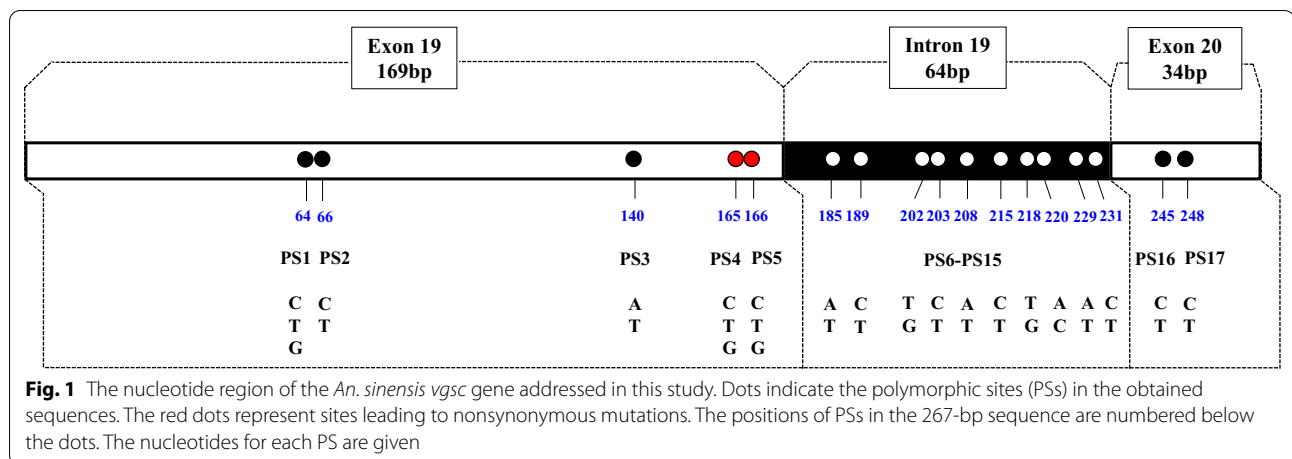 Exon 19
169bp
Intron 19
64bp
Exon 20
34bp
64 66 140 165 166 185 189 202 203 208 215 218 220 229 231 245 248
PS1 PS2 PS3 PS4 PS5 PS6-PS15 PS16 PS17
C C A C C A C T C A C T A A C C C
T T T T T T T G T T T G C T T T T
G G G
Fig. 1 The nucleotide region of the An. sinensis vgsc gene addressed in this study. Dots indicate the polymorphic sites (PSs) in the obtained
sequences. The red dots represent sites leading to nonsynonymous mutations. The positions of PSs in the 267-bp sequence are numbered below
the dots. The nucleotides for each PS are given